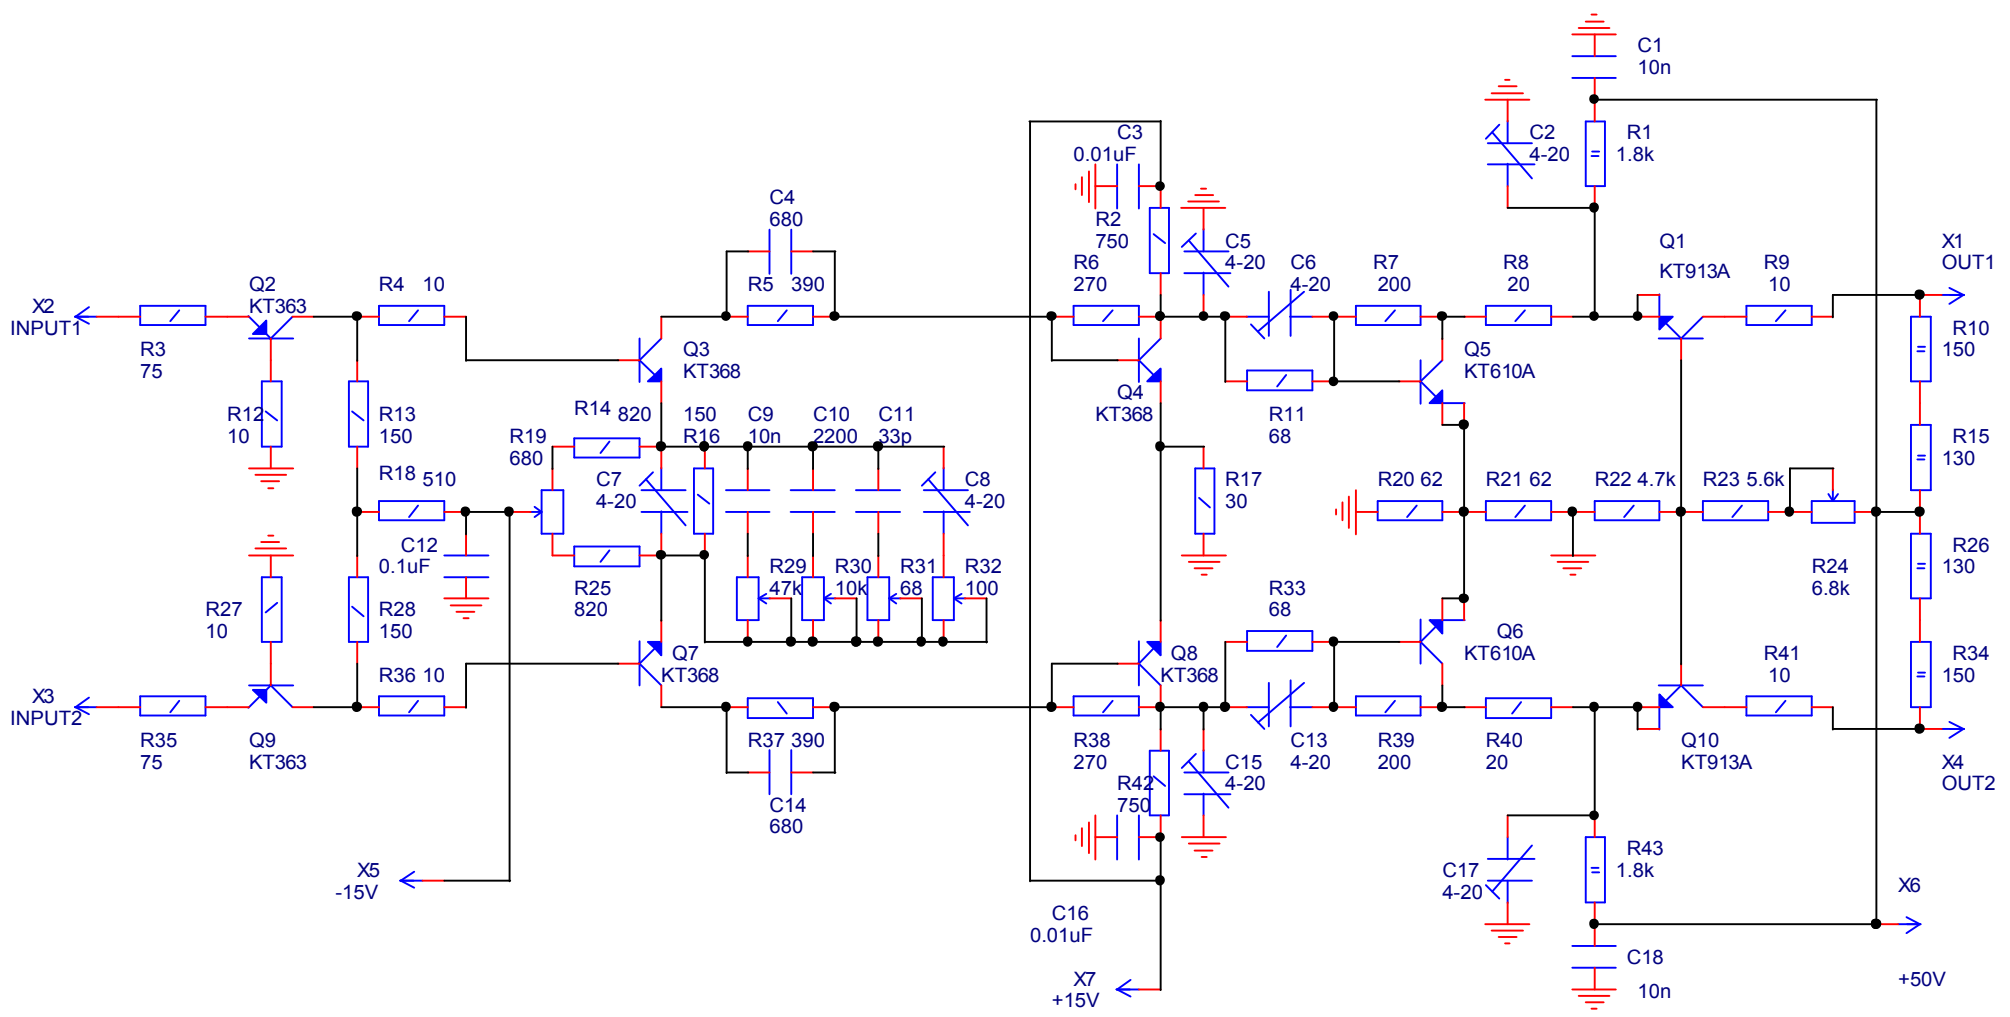 C1
10n
C2
4-20
R1
1.8k
C3
0.01uF
C4
680
R2
750
C5
4-20
C6
4-20
R7
200
R8
20
Q1
KT913A
R9
10
X1
OUT1
X2
INPUT1
R3
75
Q2
KT363
R4 10
R5 390
R6
270
Q3
KT368
Q4
KT368
R11
68
Q5
KT610A
R10
150
R12
10
R13
150
R14 820
150
R16
C9
10n
C10
2200
C11
33p
R19
680
R18 510
C7
4-20
C8
4-20
R17
30
R20 62
R21 62
R22 4.7k
R23 5.6k
R15
130
C12
0.1uF
R25
820
R29
47k
R30
10k
R31
68
R32
100
R24
6.8k
R26
130
R27
10
R28
150
R33
68
Q6
KT610A
R36 10
Q7
KT368
Q8
KT368
R41
10
R34
150
X3
INPUT2
R35
75
Q9
KT363
R37 390
C14
680
R38
270
R42
750
C15
4-20
C13
4-20
R39
200
R40
20
Q10
KT913A
X4
OUT2
X5
-15V
C17
4-20
R43
1.8k
X6
C16
0.01uF
C18
10n
X7
+15V
+50V